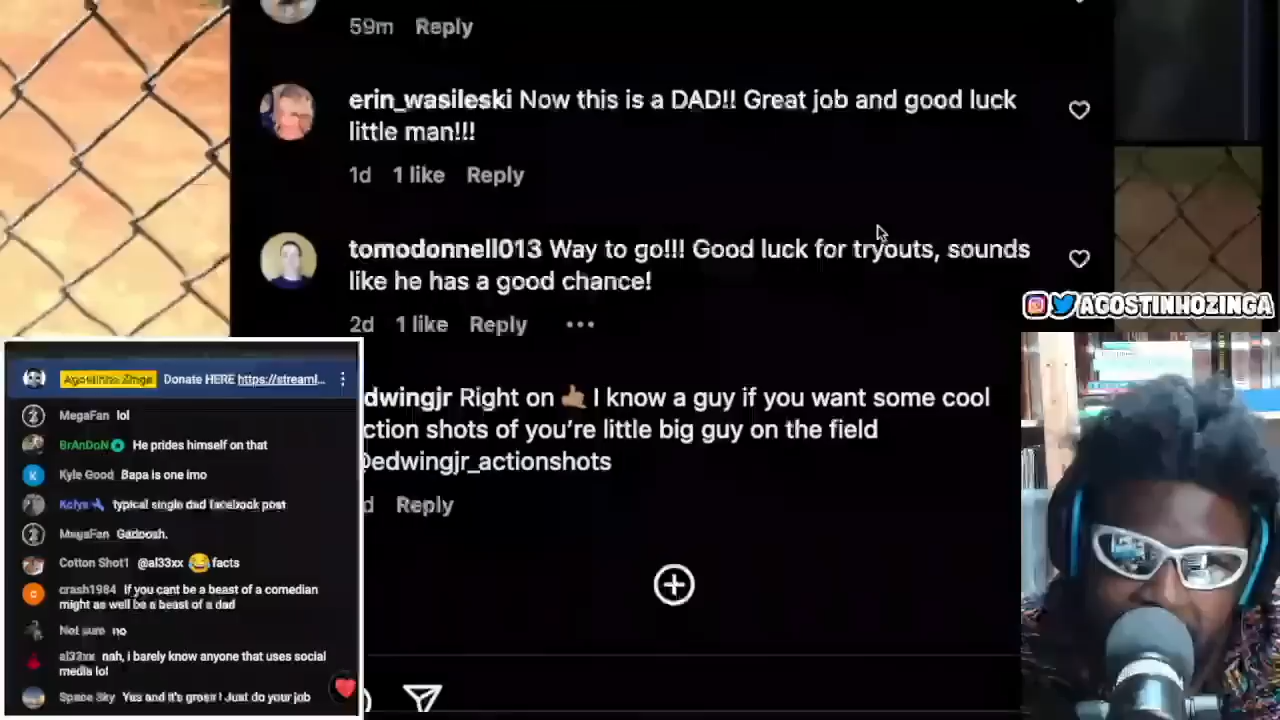 59m Reply
erin_wasileski Now this is a DAD!! Great job and good luck
little man!!!
1d 1 like Reply
tomodonnell013 Way to go!!! Good luck for tryouts, sounds
like he has a good chance!
2d 1 like Reply •••
dwingjr Right on 🤙🏽 I know a guy if you want some cool
ction shots of you're little big guy on the field
@edwingjr_actionshots
d Reply
AGOSTINHOZINGA
Agostinho Zinga Donate HERE https://streaml...
MegaFan lol
BrAnDoN He prides himself on that
Kyle Good Bapa is one imo
typical single dad facebook post
MegaFan Gadoosh.
Cotton Shot1 @al33xx 😂 facts
crash1984 If you cant be a beast of a comedian
might as well be a beast of a dad
Not sure no
al33xx nah, i barely know anyone that uses social
media lol
Space Sky Yes and it's gross! Just do your job